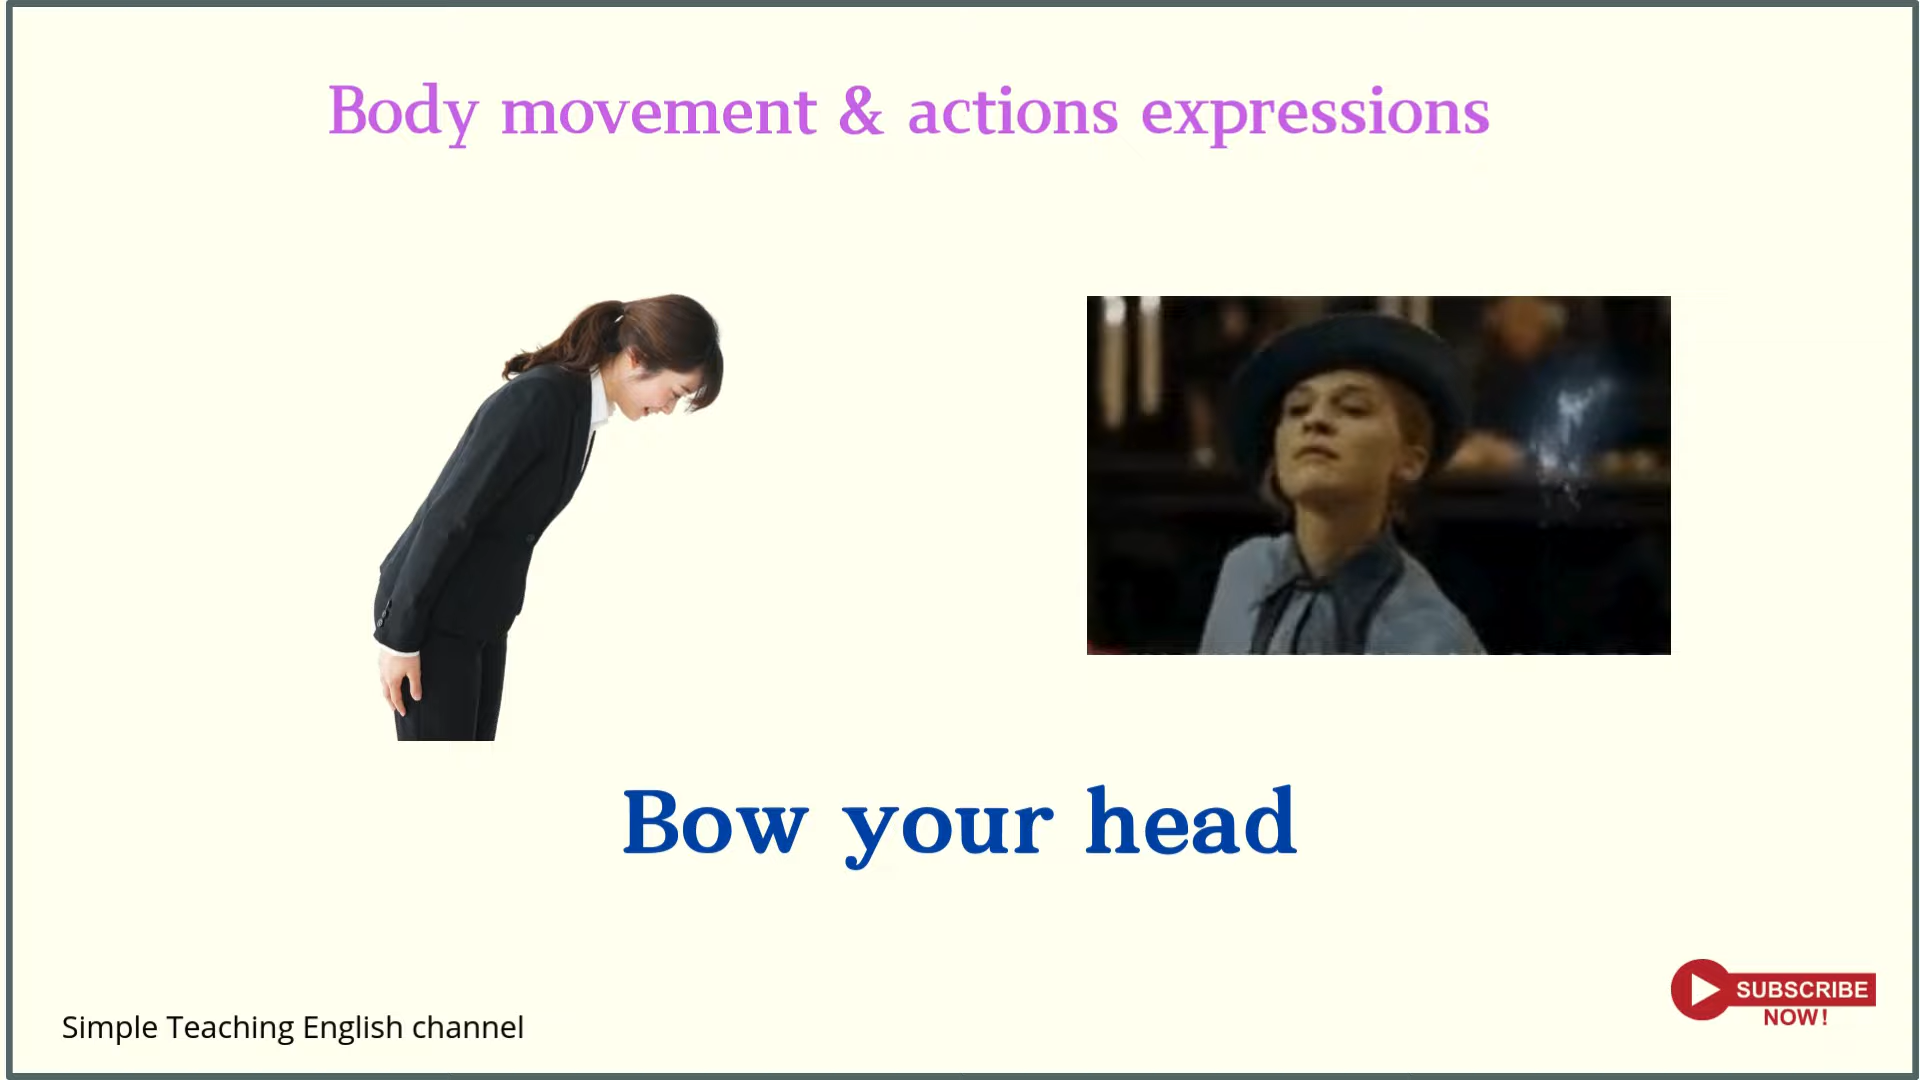 Body movement & actions expressions
Bow your head
SUBSCRIBE
NOW!
Simple Teaching English channel